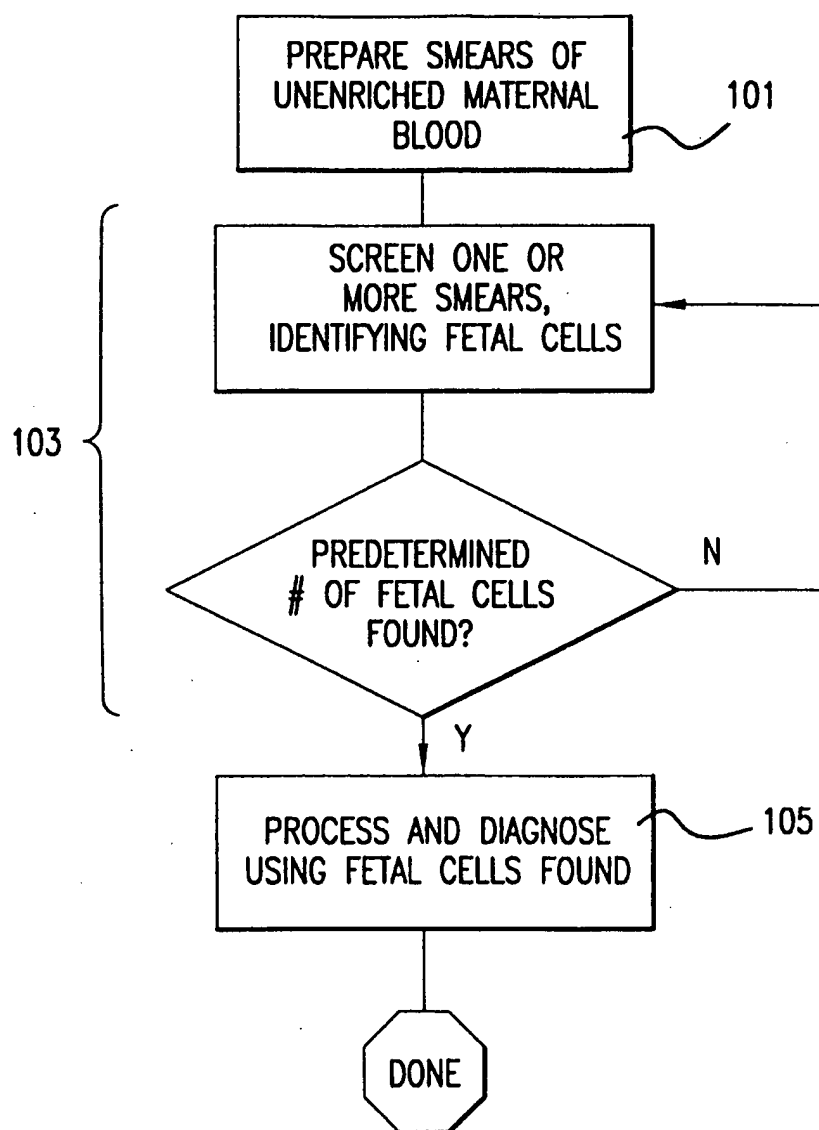 PREPARE SMEARS OF
UNENRICHED MATERNAL
BLOOD
101
SCREEN ONE OR
MORE SMEARS,
IDENTIFYING FETAL CELLS
103
PREDETERMINED
# OF FETAL CELLS
FOUND?
N
Y
PROCESS AND DIAGNOSE
USING FETAL CELLS FOUND
105
DONE